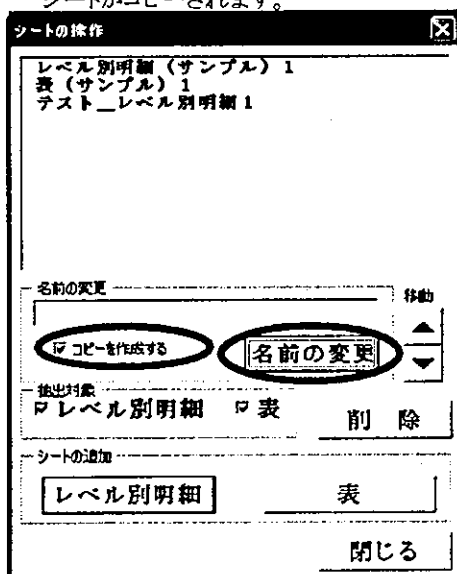 シートがコピーされます。
シートの操作
レベル別明細（サンプル）1
表（サンプル）1
テスト_レベル別明細1
名前の変更
移動
コピーを作成する
名前の変更
抽出対象
レベル別明細 表
削 除
シートの追加
レベル別明細 表
閉じる